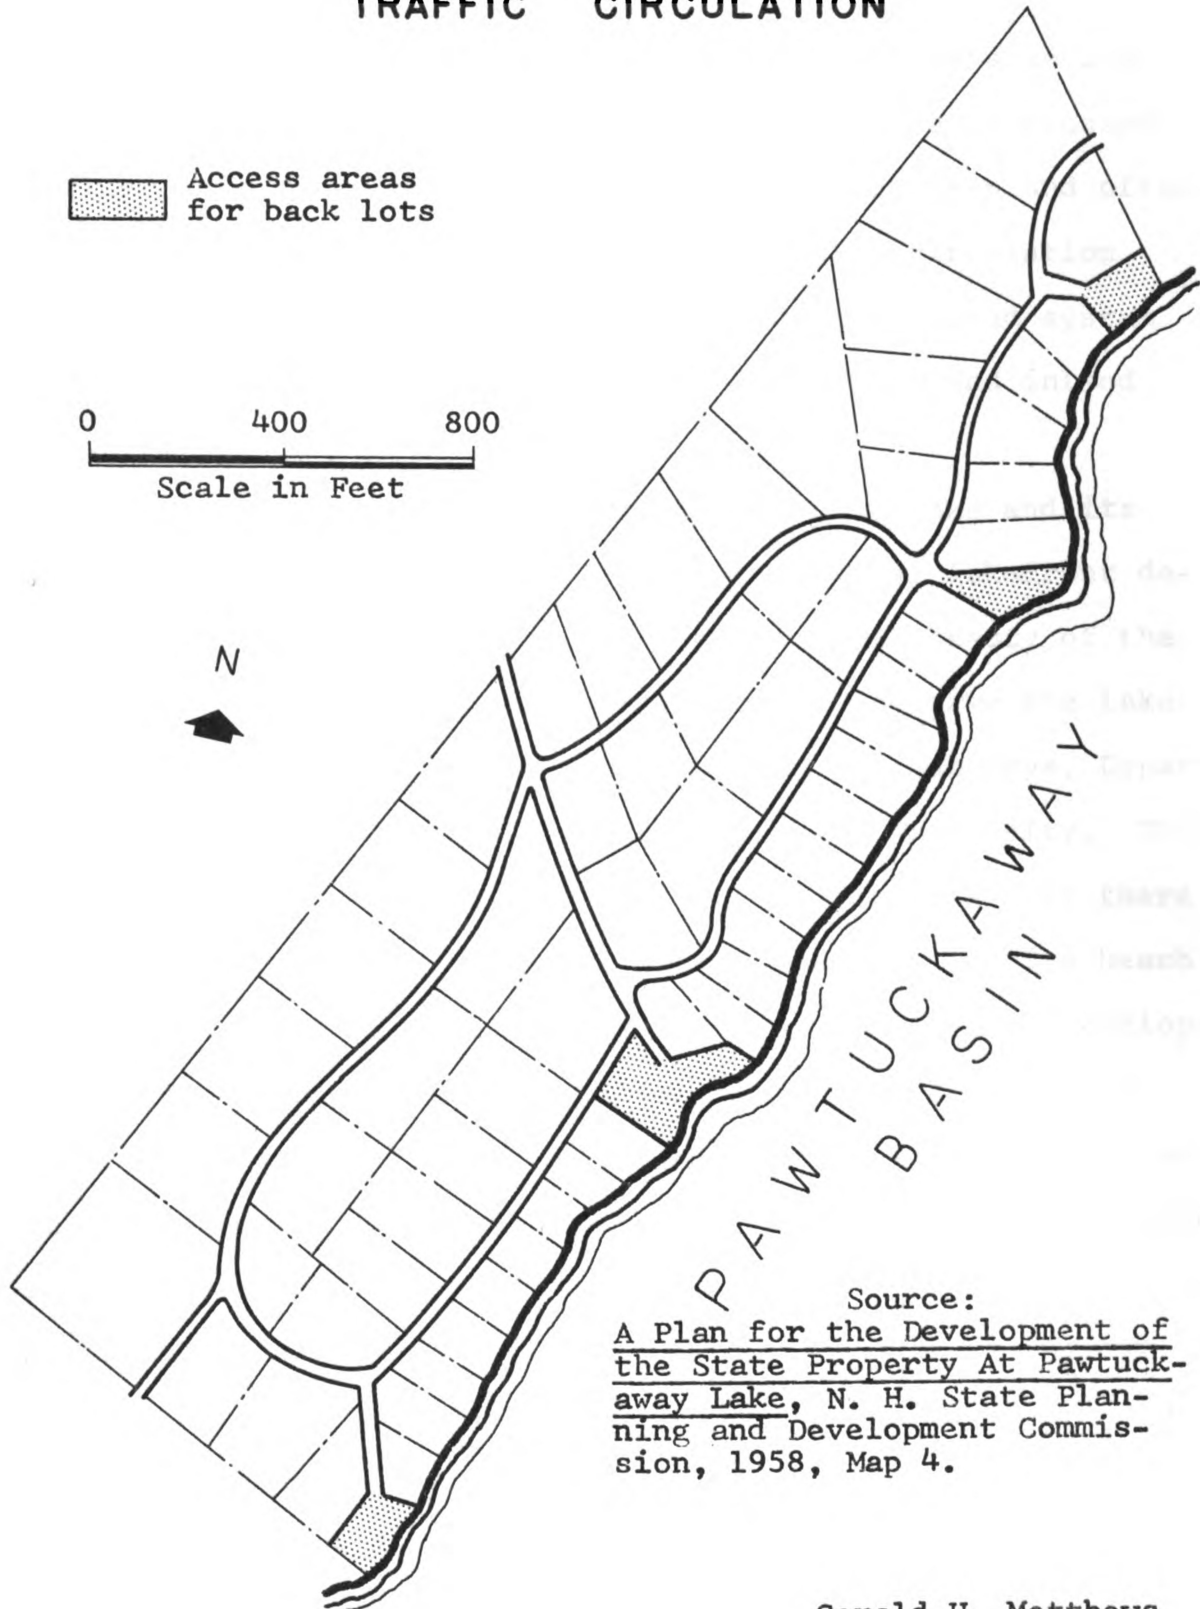 TRAFFIC CIRCULATION
Access areas
for back lots
0 400 800
Scale in Feet
N
PAWTUCKAWAY
BASIN
Source:
A Plan for the Development of
the State Property At Pawtuck-
away Lake, N. H. State Plan-
ning and Development Commis-
sion, 1958, Map 4.